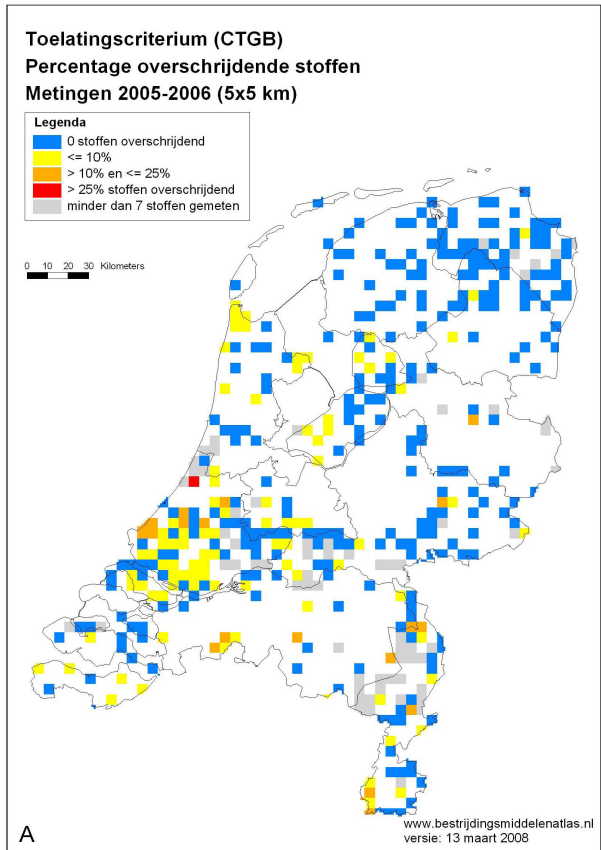 Toelatingscriterium (CTGB)
Percentage overschrijdende stoffen
Metingen 2005-2006 (5x5 km)
Legenda
0 stoffen overschrijdend
<= 10%
> 10% en <= 25%
> 25% stoffen overschrijdend
minder dan 7 stoffen gemeten
0 10 20 30 Kilometers
www.bestrijdingsmiddelenatlas.nl
versie: 13 maart 2008
A